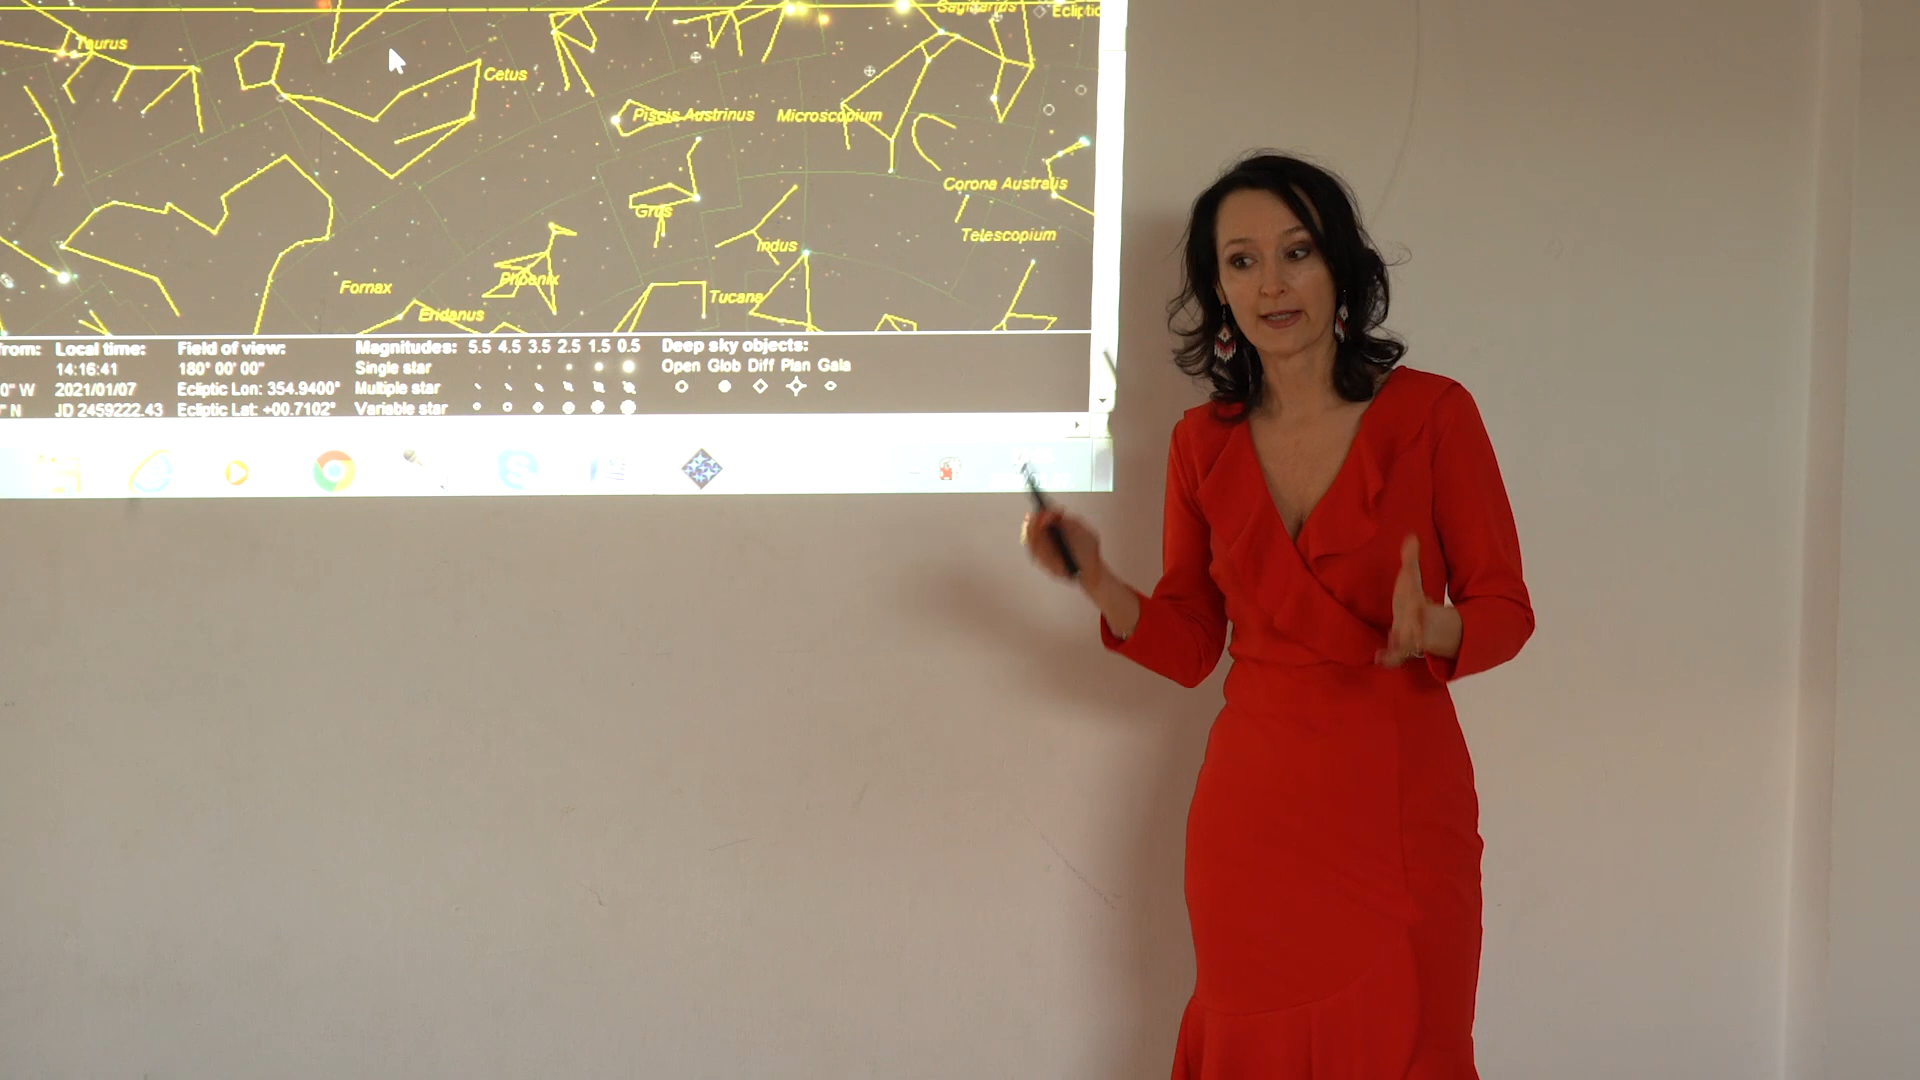 Sagittarius
Ecliptic
Taurus
Cetus
Piscis Austrinus
Microscopium
Corona Australis
Grus
Telescopium
Indus
Phoenix
Fornax
Tucana
Eridanus
from: Local time: Field of view: Magnitudes: 5.5 4.5 3.5 2.5 1.5 0.5 Deep sky objects:
14:16:41 180° 00' 00" Single star Open Glob Diff Plan Gala
0" W 2021/01/07 Ecliptic Lon: 354.9400° Multiple star
" N JD 2459222.43 Ecliptic Lat: +00.7102° Variable star